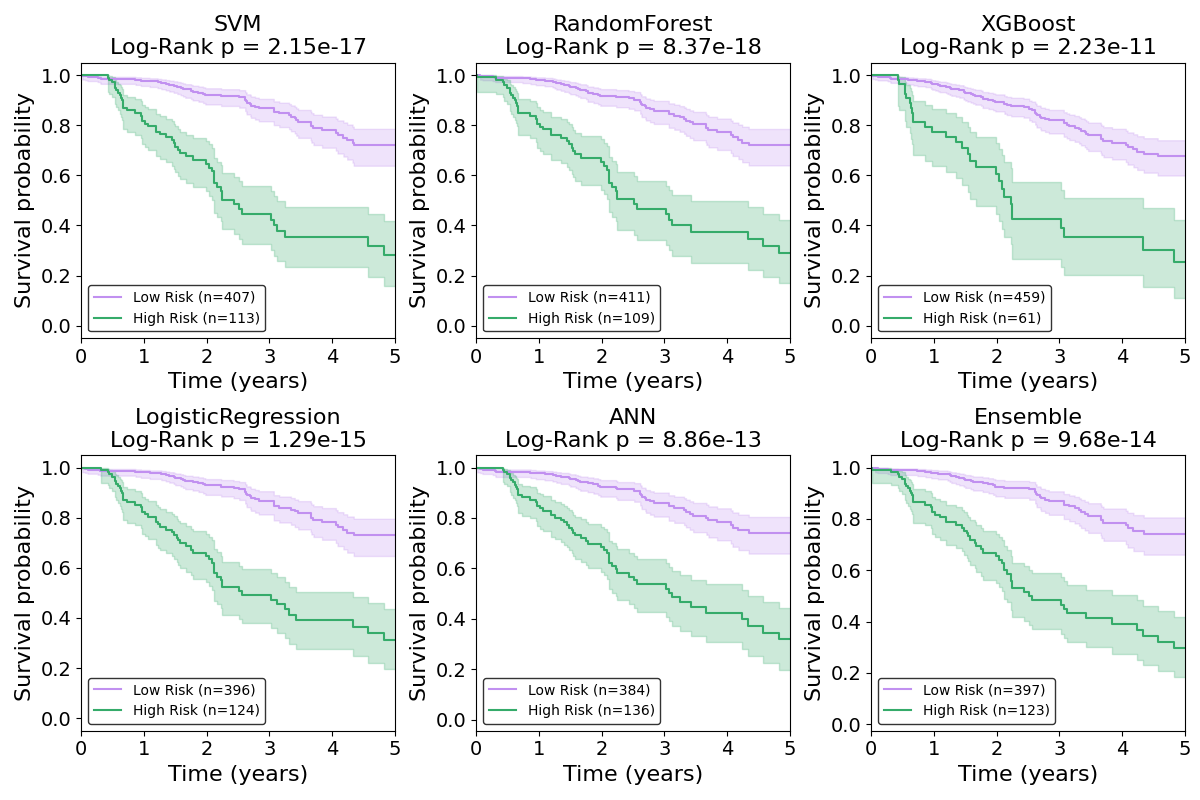 SVM
Log-Rank p = 2.15e-17
Survival probability
1.0
0.8
0.6
0.4
0.2
0.0
Low Risk (n=407)
High Risk (n=113)
0 1 2 3 4 5
Time (years)
RandomForest
Log-Rank p = 8.37e-18
Survival probability
1.0
0.8
0.6
0.4
0.2
0.0
Low Risk (n=411)
High Risk (n=109)
0 1 2 3 4 5
Time (years)
XGBoost
Log-Rank p = 2.23e-11
Survival probability
1.0
0.8
0.6
0.4
0.2
0.0
Low Risk (n=459)
High Risk (n=61)
0 1 2 3 4 5
Time (years)
LogisticRegression
Log-Rank p = 1.29e-15
Survival probability
1.0
0.8
0.6
0.4
0.2
0.0
Low Risk (n=396)
High Risk (n=124)
0 1 2 3 4 5
Time (years)
ANN
Log-Rank p = 8.86e-13
Survival probability
1.0
0.8
0.6
0.4
0.2
0.0
Low Risk (n=384)
High Risk (n=136)
0 1 2 3 4 5
Time (years)
Ensemble
Log-Rank p = 9.68e-14
Survival probability
1.0
0.8
0.6
0.4
0.2
0.0
Low Risk (n=397)
High Risk (n=123)
0 1 2 3 4 5
Time (years)